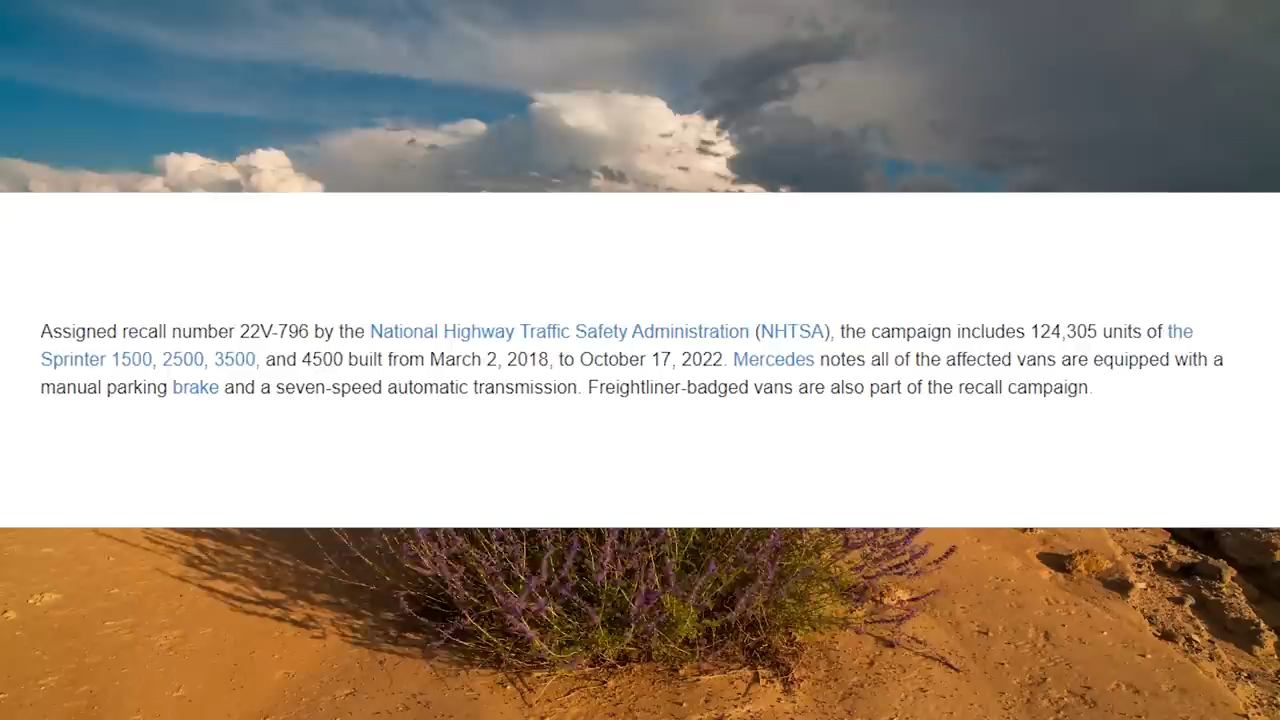 Assigned recall number 22V-796 by the National Highway Traffic Safety Administration (NHTSA), the campaign includes 124,305 units of the
Sprinter 1500, 2500, 3500, and 4500 built from March 2, 2018, to October 17, 2022. Mercedes notes all of the affected vans are equipped with a
manual parking brake and a seven-speed automatic transmission. Freightliner-badged vans are also part of the recall campaign.